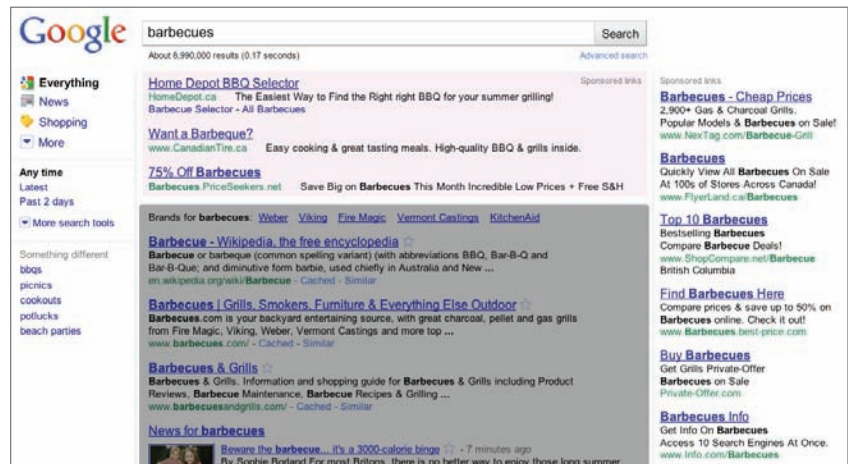 Google
barbecues
Search
About 6,990,000 results (0.17 seconds)
Advanced search
Everything
News
Shopping
More
Any time
Latest
Past 2 days
More search tools
Something different
bbqs
picnics
cookouts
potlucks
beach parties
Home Depot BBQ Selector
Sponsored links
HomeDepot.ca The Easiest Way to Find the Right right BBQ for your summer grilling!
Barbecue Selector - All Barbecues
Want a Barbeque?
www.CanadianTire.ca Easy cooking & great tasting meals. High-quality BBQ & grills inside.
75% Off Barbecues
Barbecues.PriceSeekers.net Save Big on Barbecues This Month Incredible Low Prices + Free S&H
Brands for barbecues: Weber Viking Fire Magic Vermont Castings KitchenAid
Barbecue - Wikipedia, the free encyclopedia
Barbecue or barbeque (common spelling variant) (with abbreviations BBQ, Bar-B-Q and
Bar-B-Que; and diminutive form barbie, used chiefly in Australia and New ...
en.wikipedia.org/wiki/Barbecue - Cached - Similar
Barbecues | Grills, Smokers, Furniture & Everything Else Outdoor
Barbecues.com is your backyard entertaining source, with great charcoal, pellet and gas grills
from Fire Magic, Viking, Weber, Vermont Castings and more top ...
www.barbecues.com/ - Cached - Similar
Barbecues & Grills
Barbecues & Grills. Information and shopping guide for Barbecues & Grills including Product
Reviews, Barbecue Maintenance, Barbecue Recipes & Grilling ...
www.barbecuesandgrills.com/ - Cached - Similar
News for barbecues
Beware the barbecue... it's a 3000-calorie binge - 7 minutes ago
By Sophie Borland For most Britons, there is no better way to enjoy those long summer
Sponsored links
Barbecues - Cheap Prices
2,900+ Gas & Charcoal Grills.
Popular Models & Barbecues on Sale!
www.NexTag.com/Barbecue-Grill
Barbecues
Quickly View All Barbecues On Sale
At 100s of Stores Across Canada!
www.FlyerLand.ca/Barbecues
Top 10 Barbecues
Bestselling Barbecues
Compare Barbecue Deals!
www.ShopCompare.net/Barbecue
British Columbia
Find Barbecues Here
Compare prices & save up to 50% on
Barbecues online. Check it out!
www.Barbecues.best-price.com
Buy Barbecues
Get Grills Private-Offer
Barbecues on Sale
Private-Offer.com
Barbecues Info
Get Info On Barbecues
Access 10 Search Engines At Once.
www.Info.com/Barbecues